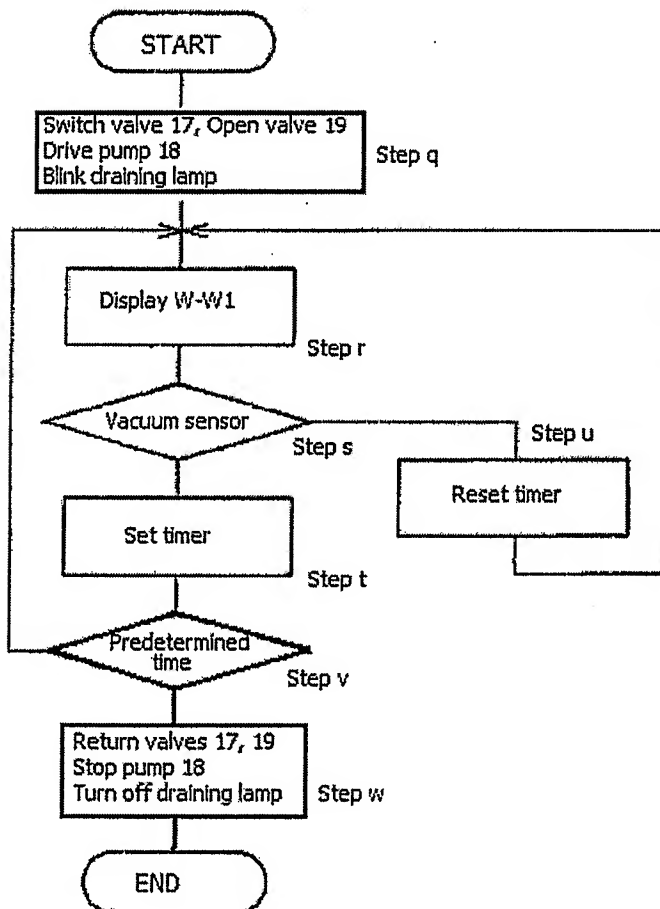 START
Switch valve 17, Open valve 19
Drive pump 18
Blink draining lamp
Step q
Display W-W1
Step r
Vacuum sensor
Step s
Step u
Reset timer
Set timer
Step t
Predetermined
time
Step v
Return valves 17, 19
Stop pump 18
Turn off draining lamp
Step w
END